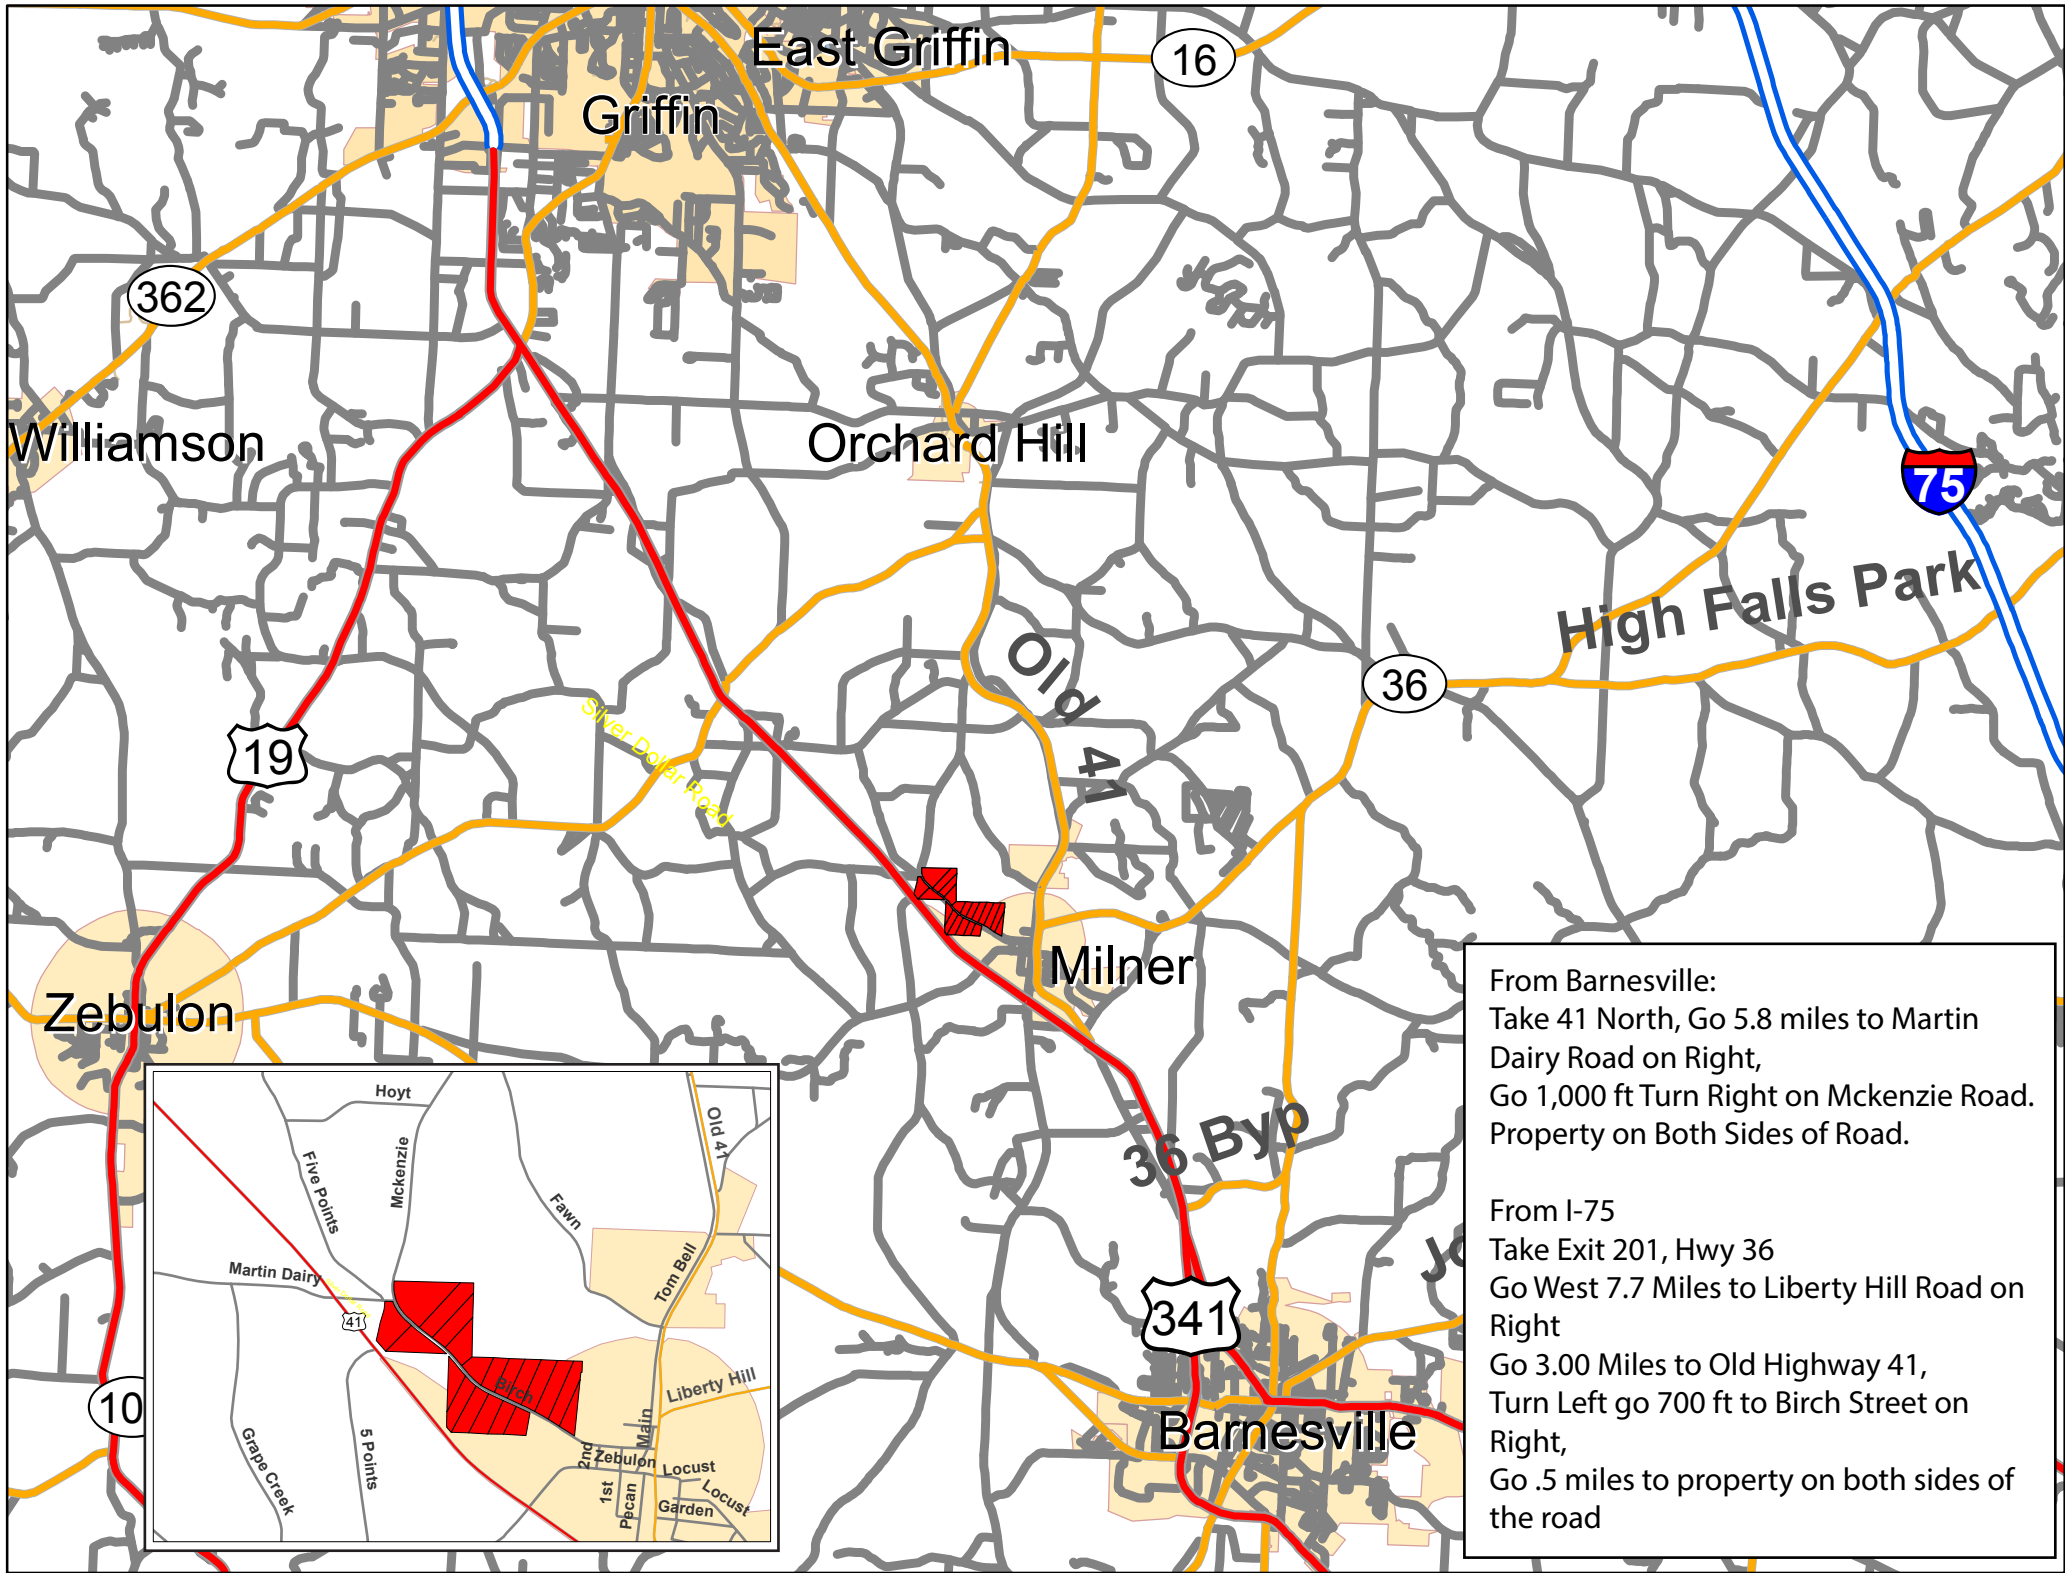 East Griffin
16
Griffin
362
Williamson
Orchard Hill
75
High Falls Park
Old 41
36
Silver Dollar Road
19
Milner
Zebulon
36 Byp
341
Barnesville
10
From Barnesville:
Take 41 North, Go 5.8 miles to Martin
Dairy Road on Right,
Go 1,000 ft Turn Right on Mckenzie Road.
Property on Both Sides of Road.
From I-75
Take Exit 201, Hwy 36
Go West 7.7 Miles to Liberty Hill Road on
Right
Go 3.00 Miles to Old Highway 41,
Turn Left go 700 ft to Birch Street on
Right,
Go .5 miles to property on both sides of
the road
Hoyt
Old 41
Five Points
Mckenzie
Fawn
Tom Bell
Martin Dairy
41
Birch
Liberty Hill
Main
Grape Creek
5 Points
2nd
Zebulon
Locust
1st
Pecan
Locust
Garden